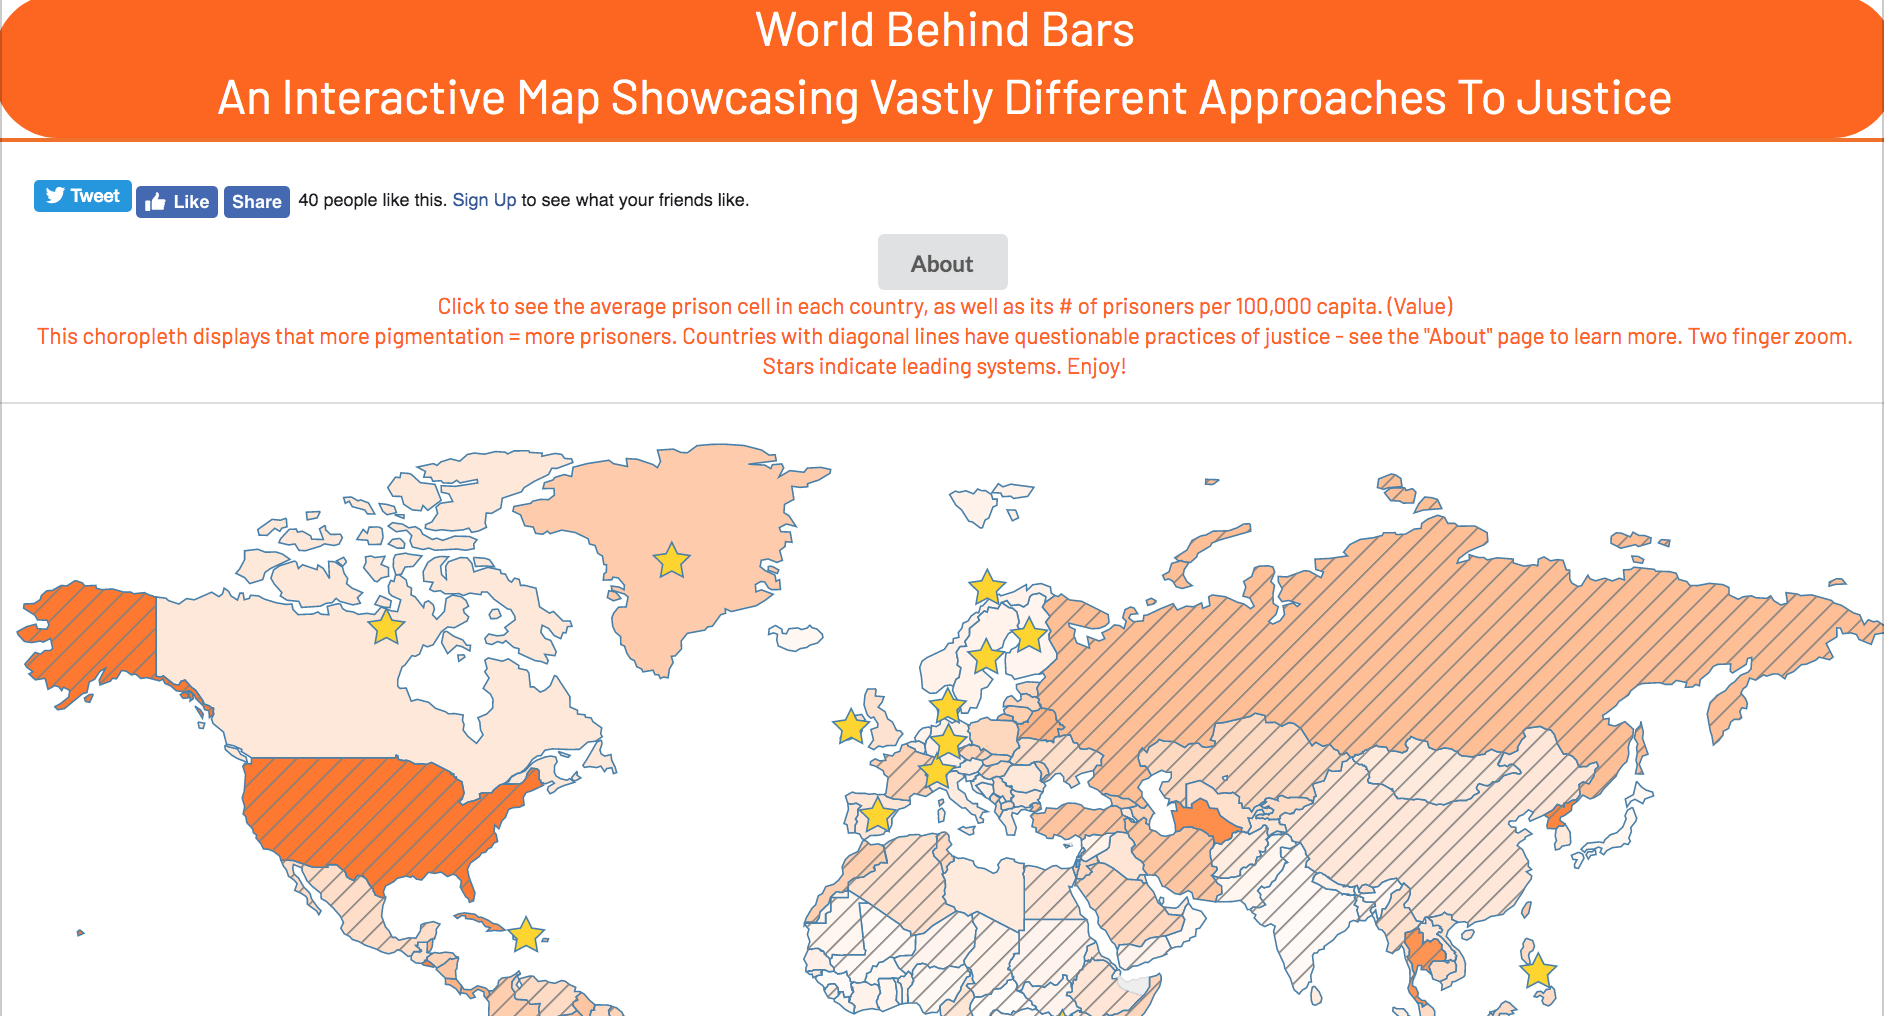 World Behind Bars
An Interactive Map Showcasing Vastly Different Approaches To Justice
Tweet
Like
Share
40 people like this. Sign Up to see what your friends like.
About
Click to see the average prison cell in each country, as well as its # of prisoners per 100,000 capita. (Value)
This choropleth displays that more pigmentation = more prisoners. Countries with diagonal lines have questionable practices of justice - see the "About" page to learn more. Two finger zoom.
Stars indicate leading systems. Enjoy!